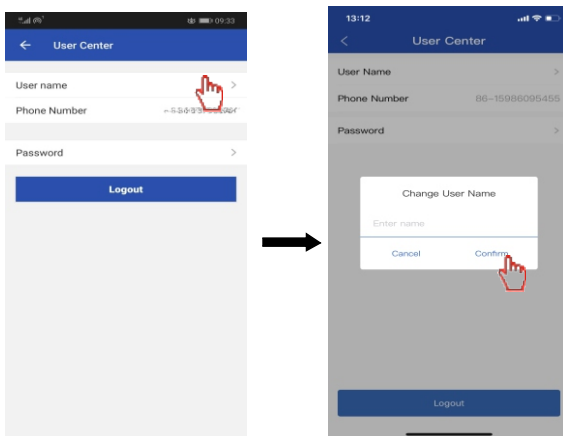 09:33
User Center
User name
Phone Number
Password
Logout
13:12
User Center
User Name
Phone Number 86-15986095455
Password
Change User Name
Enter name
Cancel Confirm
Logout